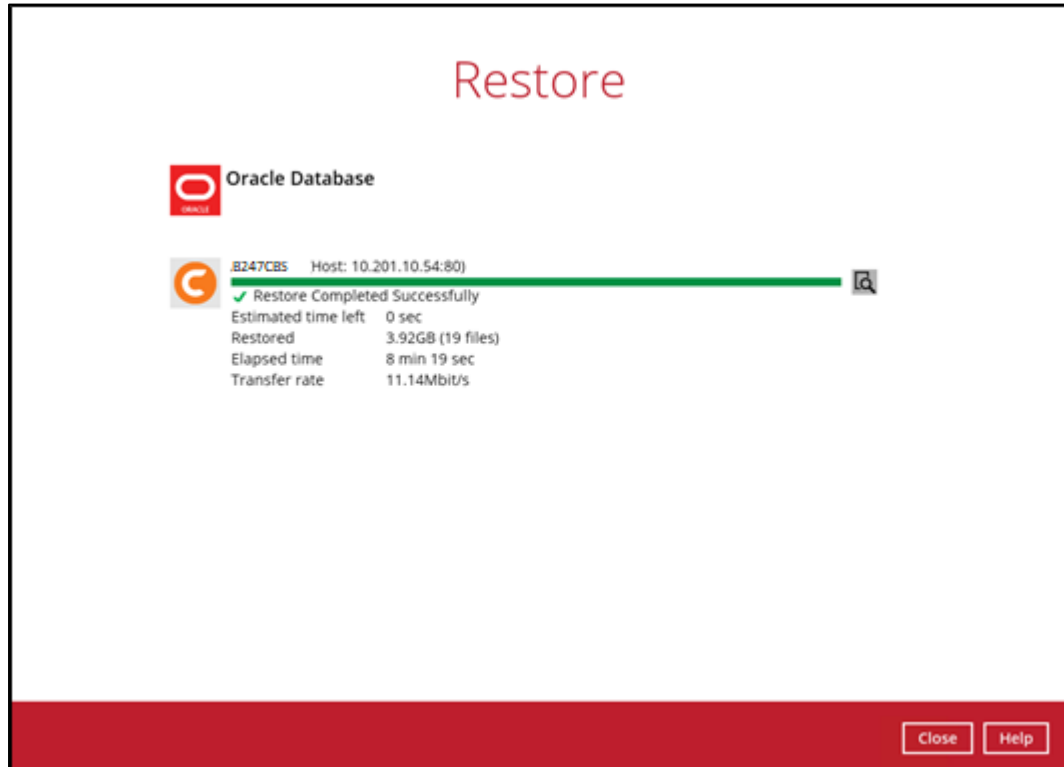 Restore
ORACLE
Oracle Database
.B247CBS Host: 10.201.10.54:80)
Restore Completed Successfully
Estimated time left 0 sec
Restored 3.92GB (19 files)
Elapsed time 8 min 19 sec
Transfer rate 11.14Mbit/s
Close Help